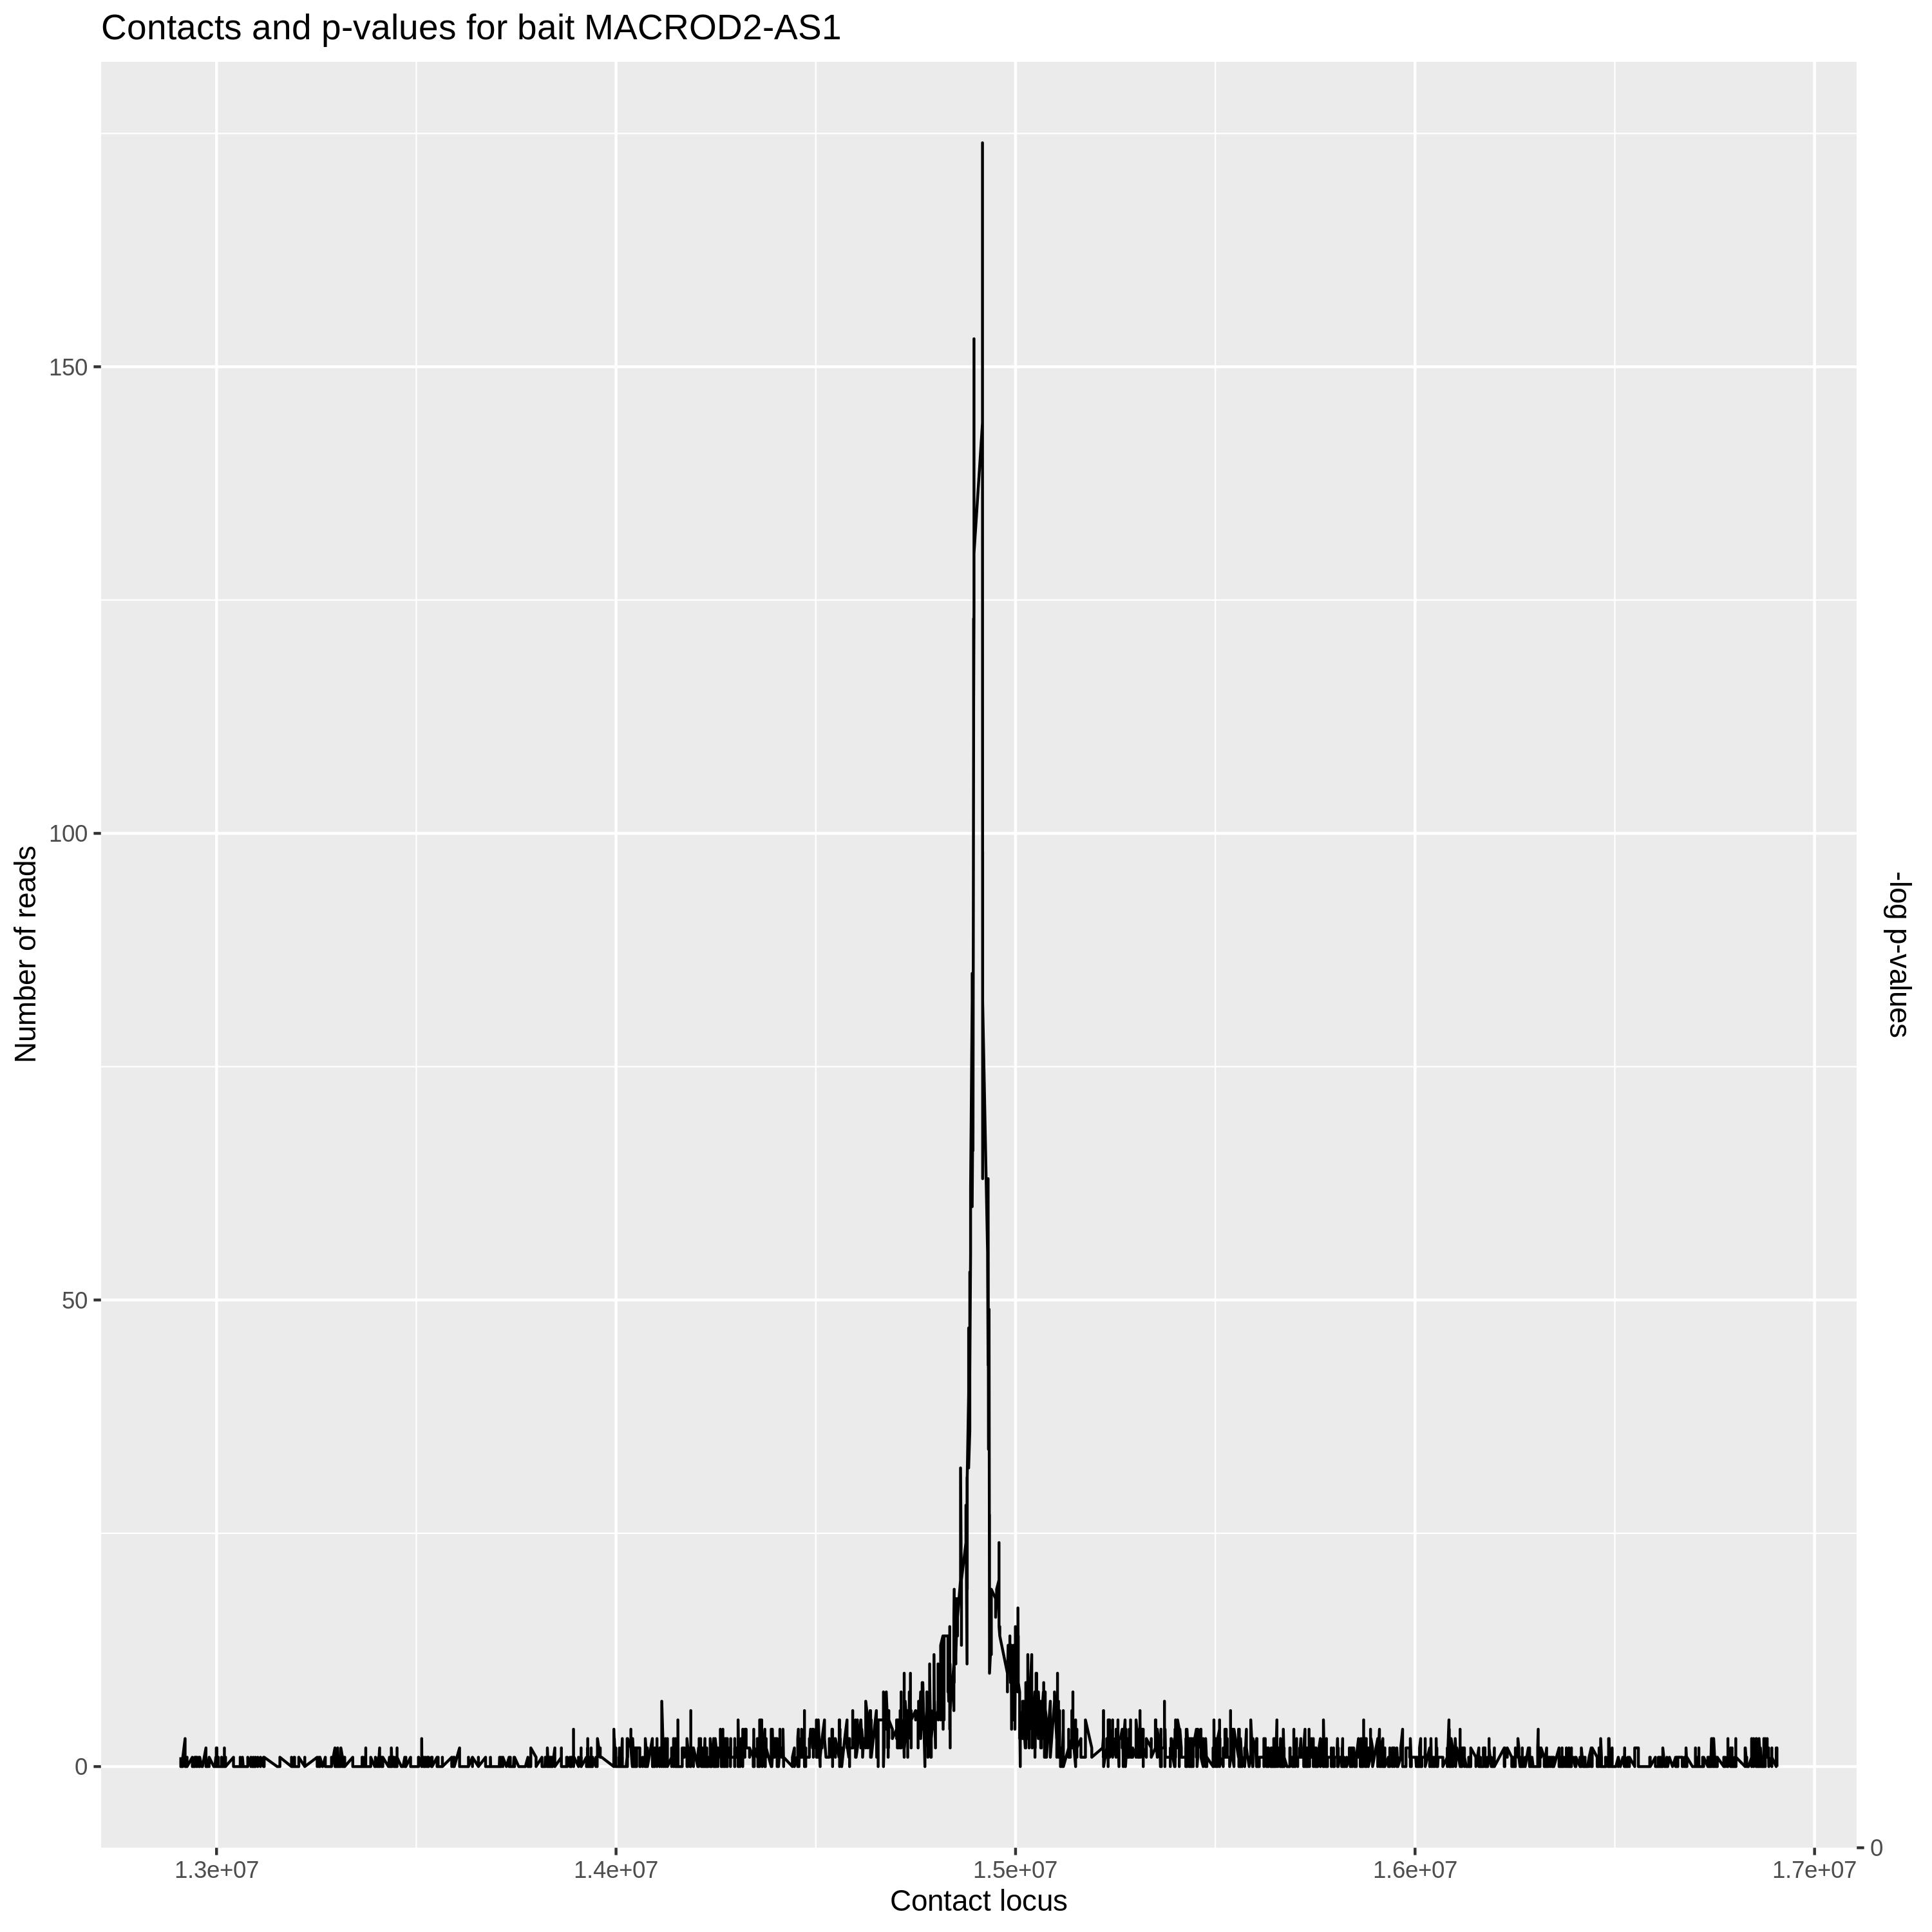 Contacts and p-values for bait MACROD2-AS1
150
100
50
0
Number of reads
-log p-values
0
1.3e+07
1.4e+07
1.5e+07
1.6e+07
1.7e+07
Contact locus